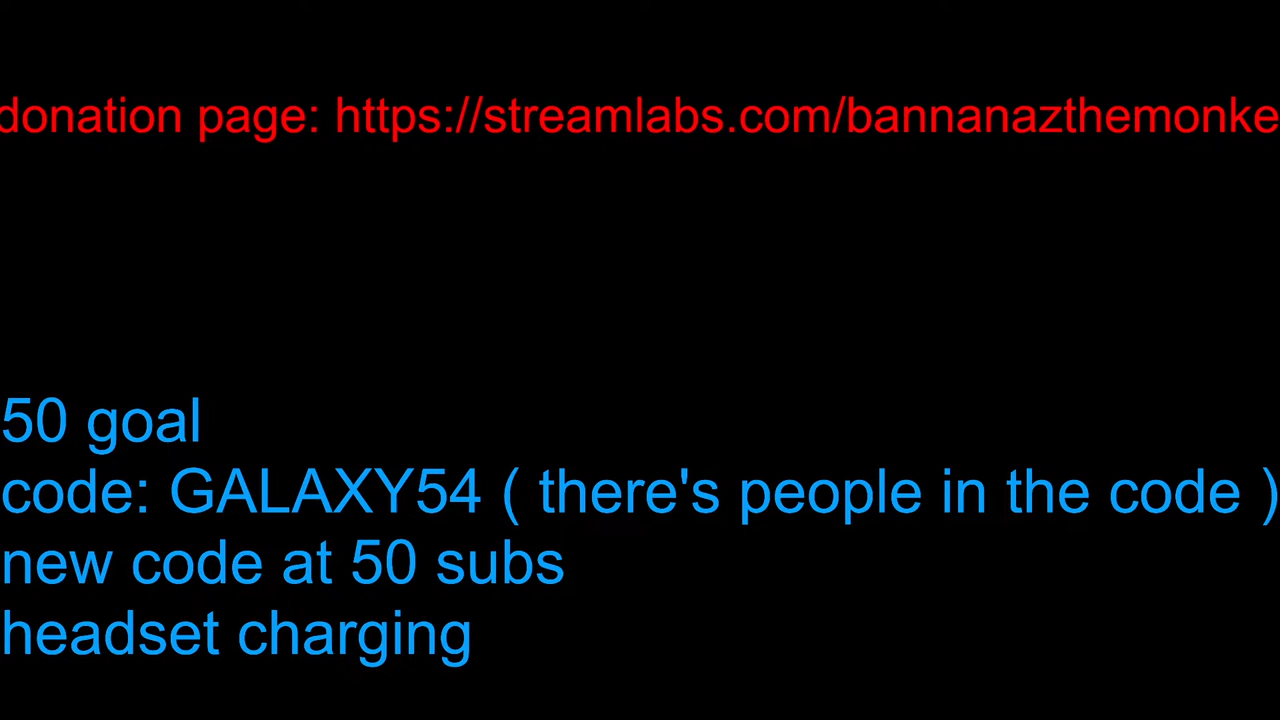 donation page: https://streamlabs.com/bannanazthemonke
50 goal
code: GALAXY54 ( there's people in the code )
new code at 50 subs
headset charging